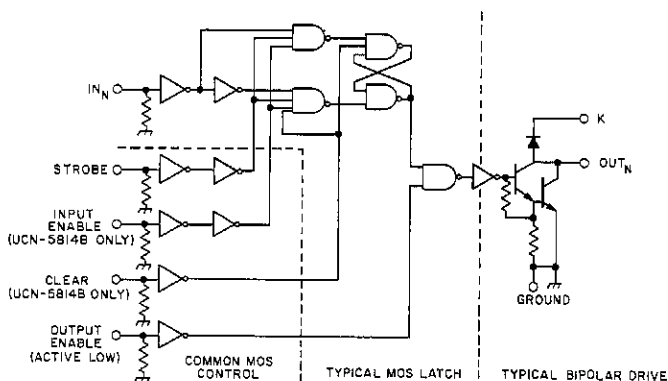 IN_N
STROBE
INPUT
ENABLE
(UCN-5814B ONLY)
CLEAR
(UCN-5814B ONLY)
OUTPUT
ENABLE
(ACTIVE LOW)
COMMON MOS
CONTROL
TYPICAL MOS LATCH
K
OUT_N
GROUND
TYPICAL BIPOLAR DRIVE